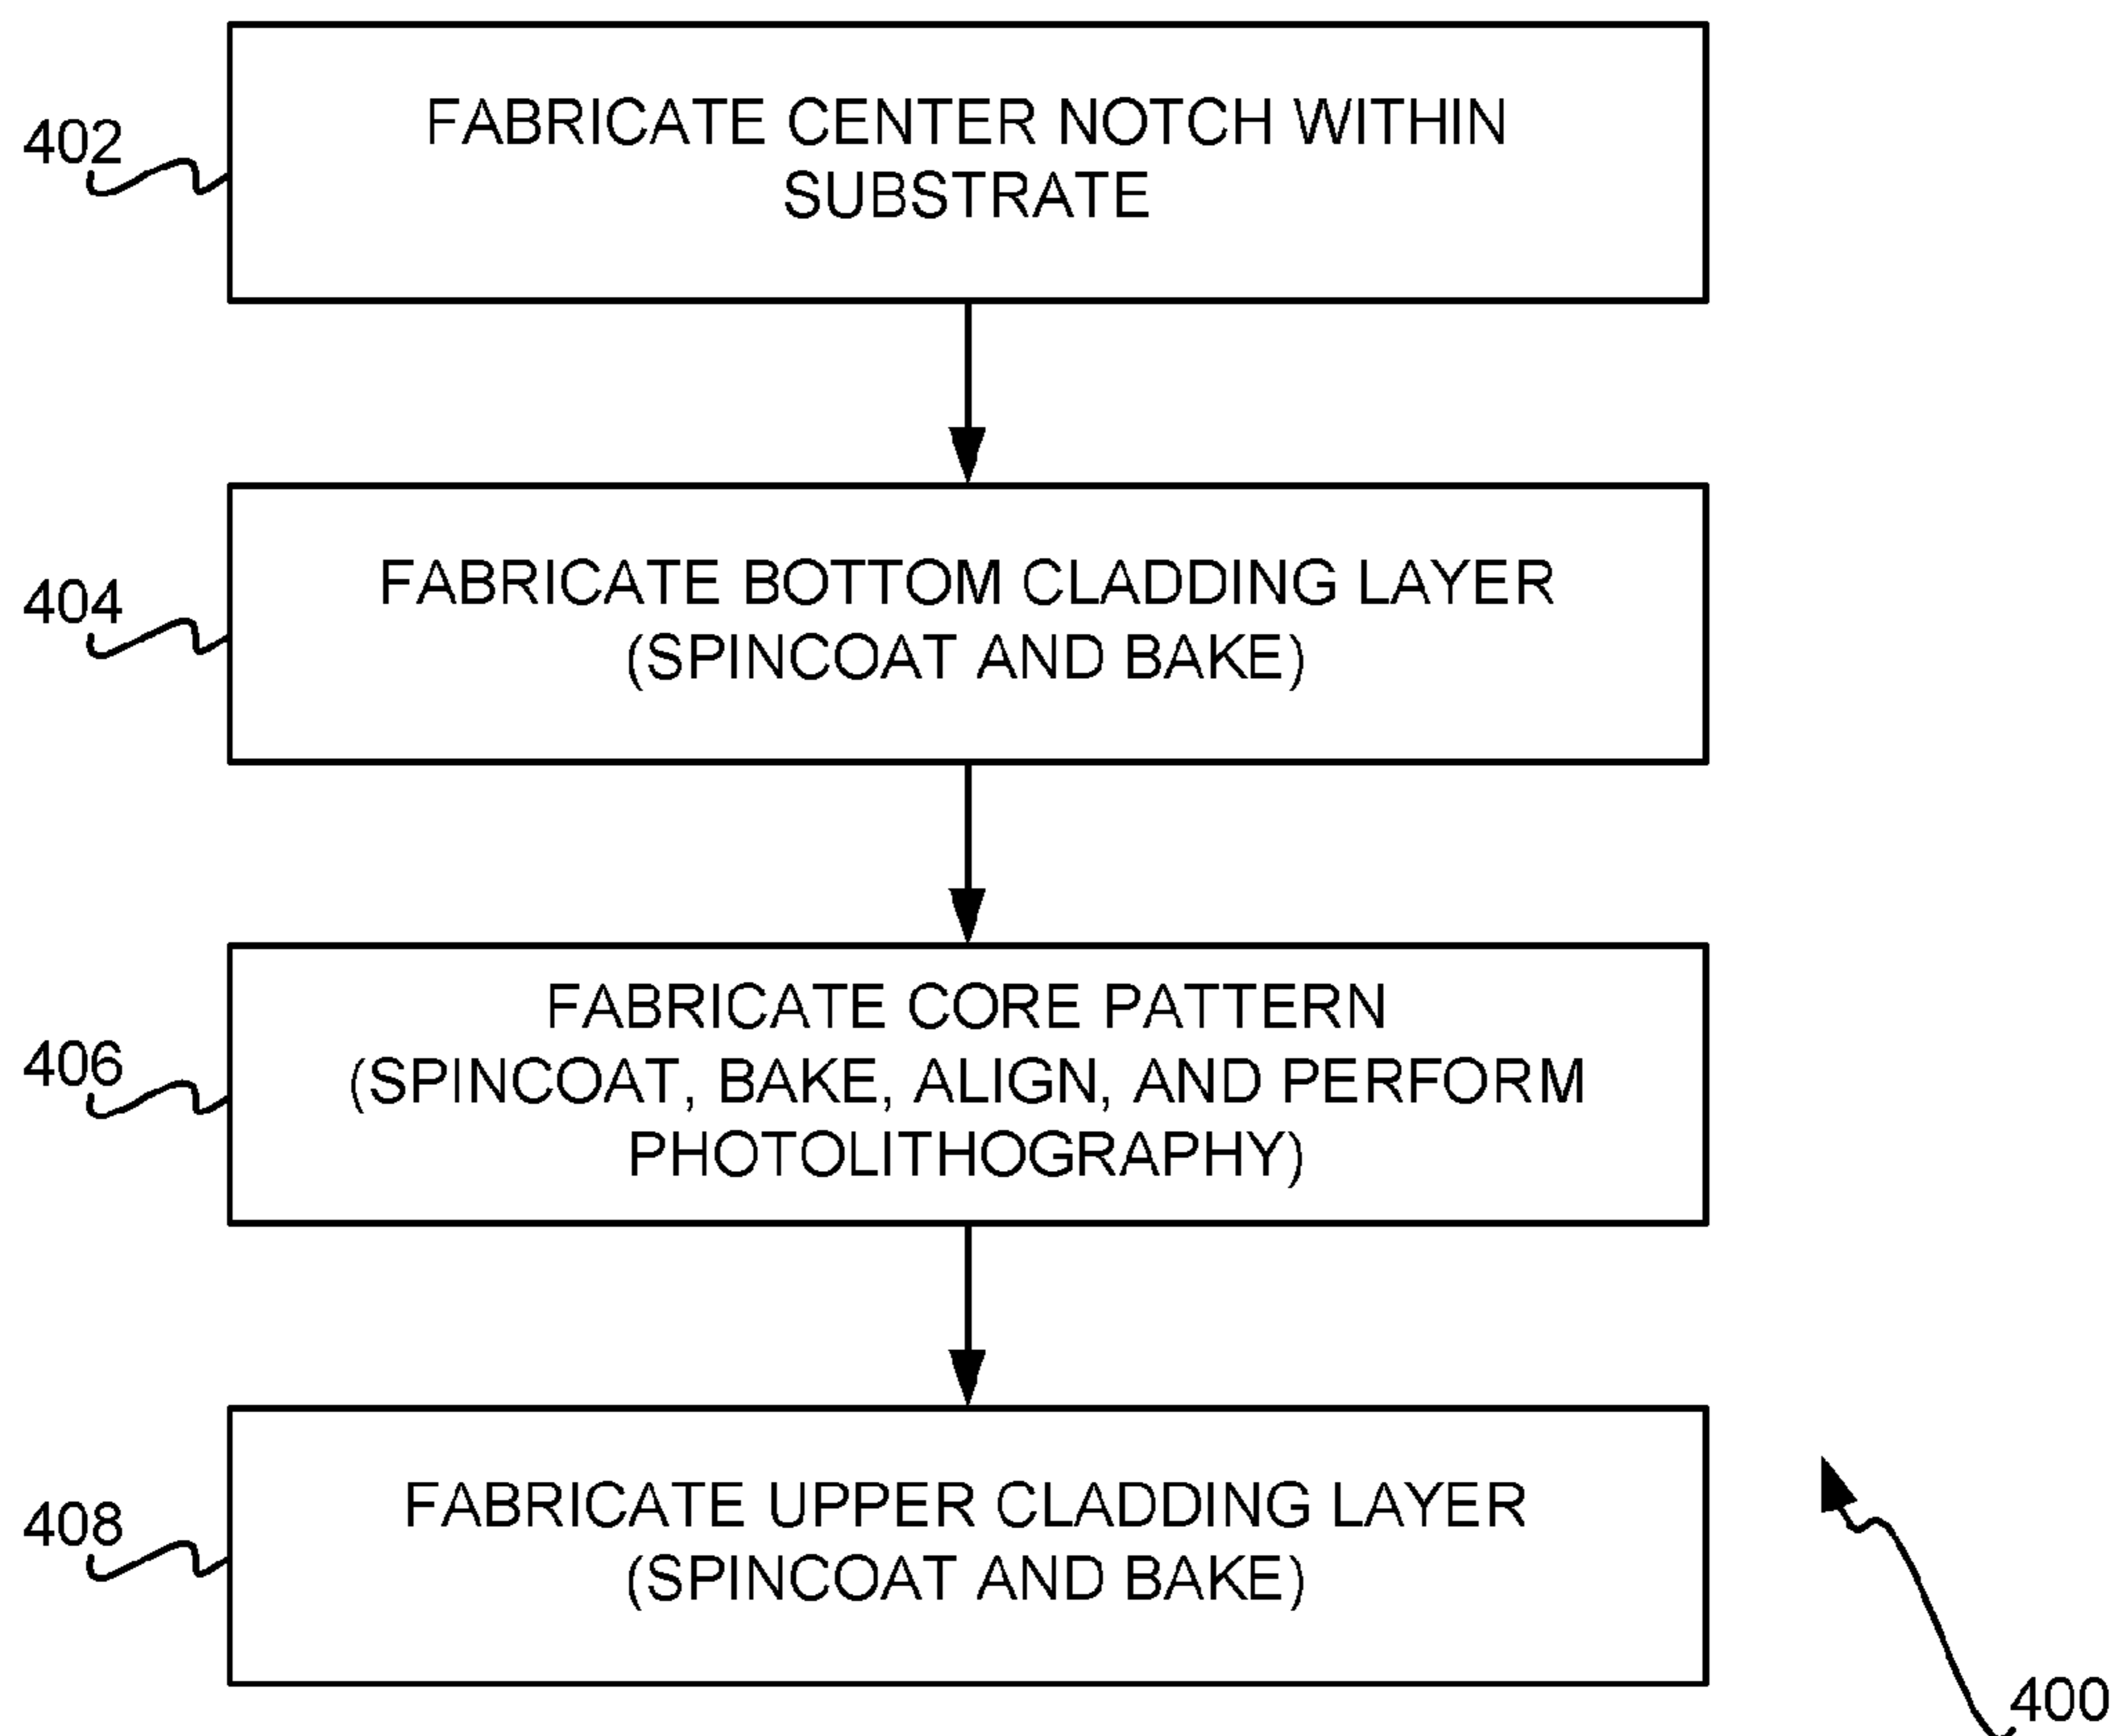 402
FABRICATE CENTER NOTCH WITHIN
SUBSTRATE
404
FABRICATE BOTTOM CLADDING LAYER
(SPINCOAT AND BAKE)
406
FABRICATE CORE PATTERN
(SPINCOAT, BAKE, ALIGN, AND PERFORM
PHOTOLITHOGRAPHY)
408
FABRICATE UPPER CLADDING LAYER
(SPINCOAT AND BAKE)
400